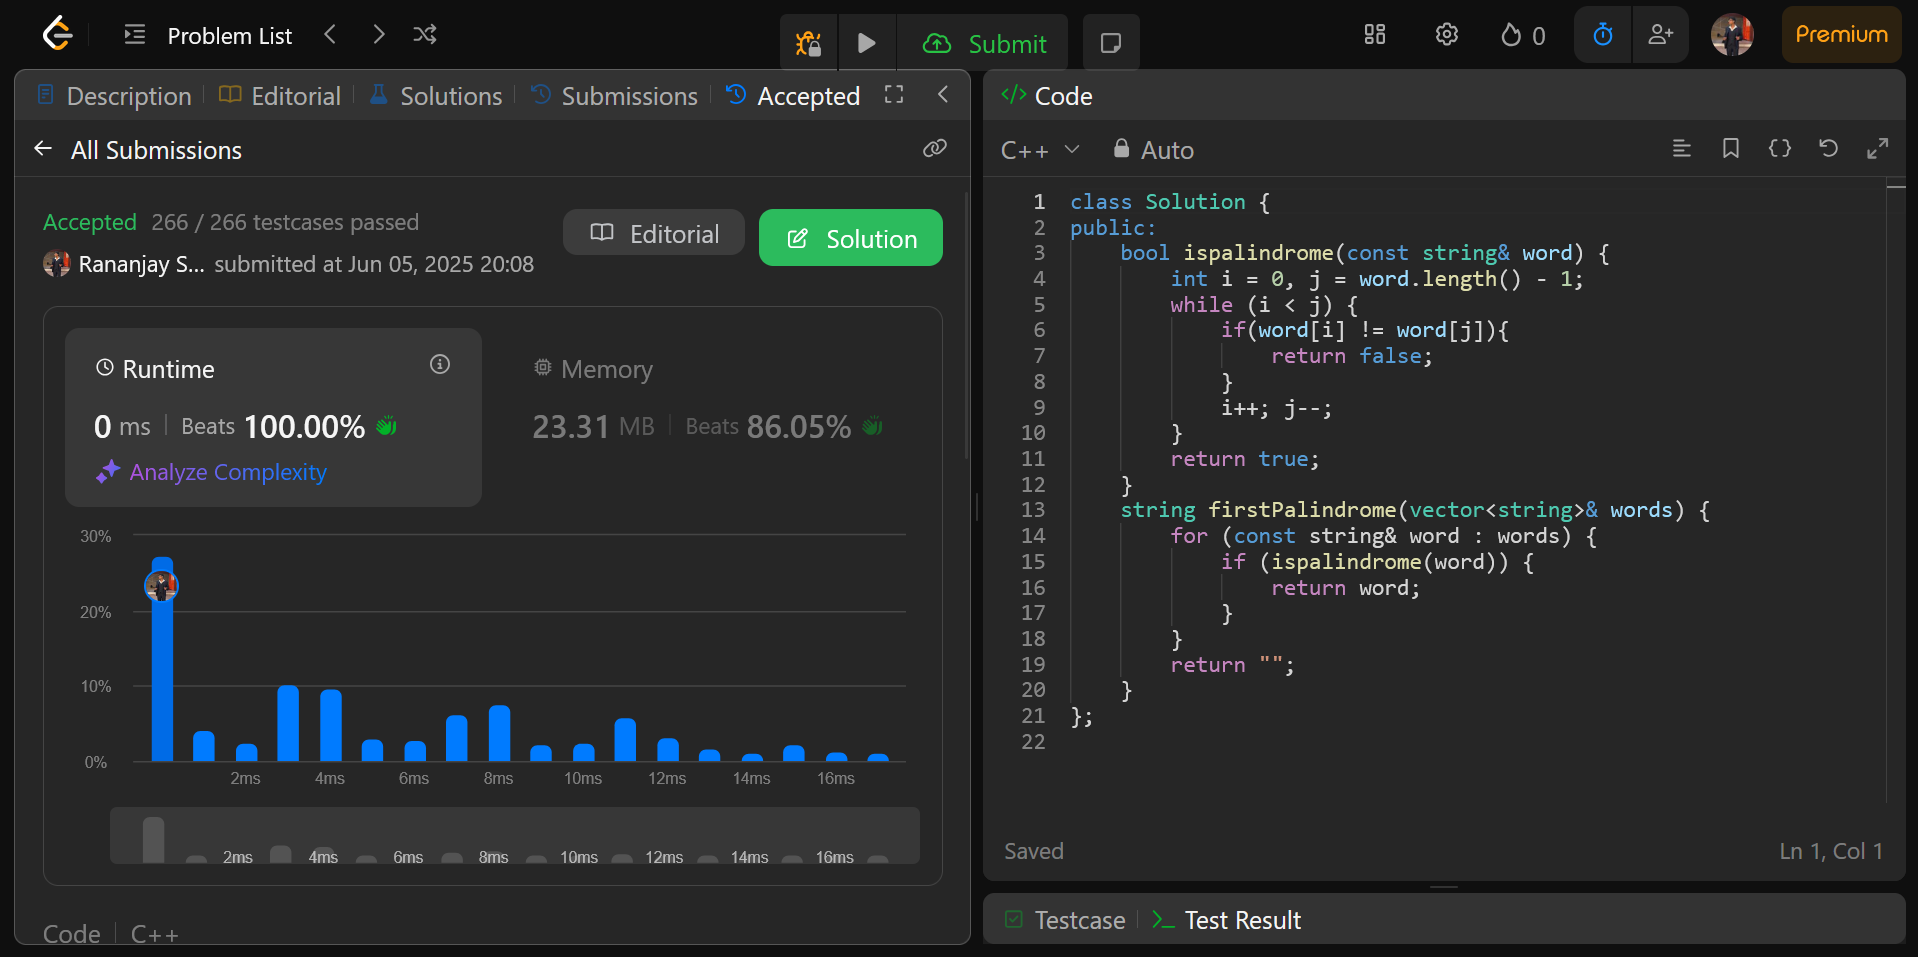 Problem List
Submit
0
Premium
Description
Editorial
Solutions
Submissions
Accepted
All Submissions
Accepted 266 / 266 testcases passed
Rananjay S... submitted at Jun 05, 2025 20:08
Editorial
Solution
Runtime
0 ms Beats 100.00%
Analyze Complexity
Memory
23.31 MB Beats 86.05%
30%
20%
10%
0%
2ms 4ms 6ms 8ms 10ms 12ms 14ms 16ms
2ms 4ms 6ms 8ms 10ms 12ms 14ms 16ms
Code C++
</> Code
C++ Auto
1 class Solution {
2 public:
3 bool ispalindrome(const string& word) {
4 int i = 0, j = word.length() - 1;
5 while (i < j) {
6 if(word[i] != word[j]){
7 return false;
8 }
9 i++; j--;
10 }
11 return true;
12 }
13 string firstPalindrome(vector<string>& words) {
14 for (const string& word : words) {
15 if (ispalindrome(word)) {
16 return word;
17 }
18 }
19 return "";
20 }
21 };
22
Saved
Ln 1, Col 1
Testcase
Test Result